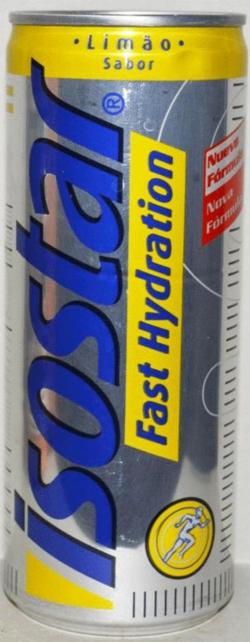 • Limão •
Sabor
isostar®
Fast Hydration
Nueva
Fórmula
Nova
Fórmula